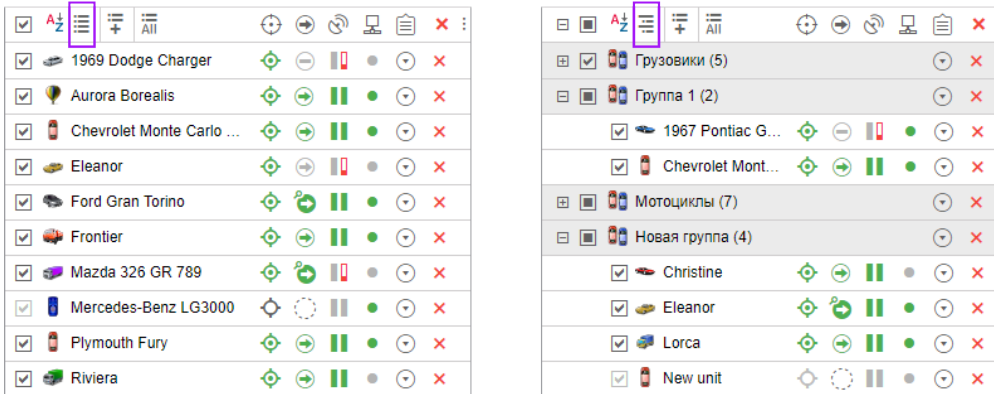 A
Z
All
1969 Dodge Charger
Aurora Borealis
Chevrolet Monte Carlo ...
Eleanor
Ford Gran Torino
Frontier
Mazda 326 GR 789
Mercedes-Benz LG3000
Plymouth Fury
Riviera
A
Z
All
Грузовики (5)
Группа 1 (2)
1967 Pontiac G...
Chevrolet Mont...
Мотоциклы (7)
Новая группа (4)
Christine
Eleanor
Lorca
New unit